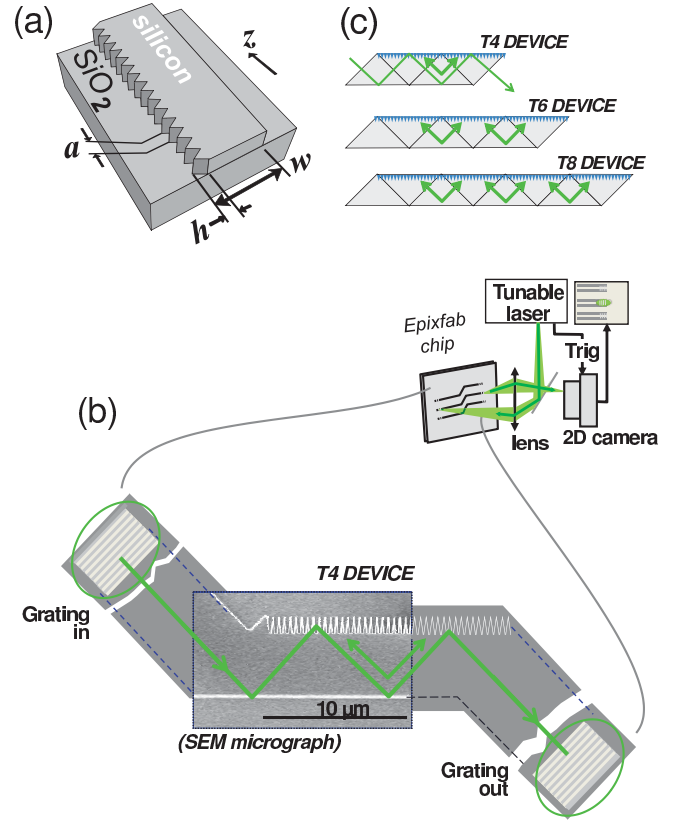 (a)
silicon
SiO2
z
a
w
h
(c)
T4 DEVICE
T6 DEVICE
T8 DEVICE
Tunable
laser
Epixfab
chip
Trig
lens
2D camera
(b)
T4 DEVICE
Grating
in
10 µm
(SEM micrograph)
Grating
out